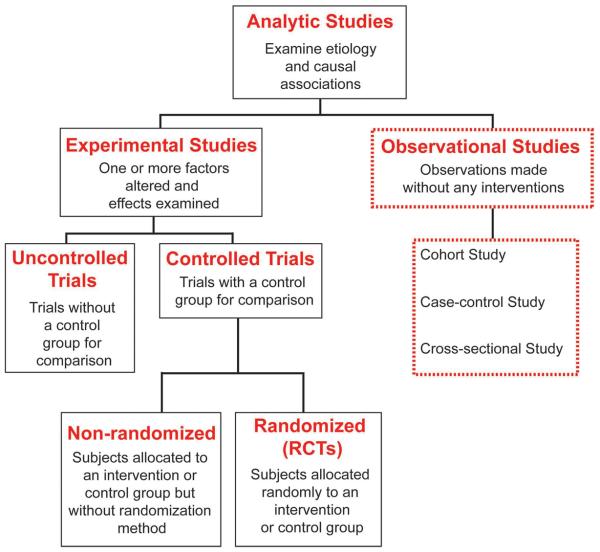 Analytic Studies
Examine etiology
and causal
associations
Experimental Studies
One or more factors
altered and
effects examined
Observational Studies
Observations made
without any interventions
Uncontrolled
Trials
Trials without
a control
group for
comparison
Controlled Trials
Trials with a control
group for comparison
Cohort Study
Case-control Study
Cross-sectional Study
Non-randomized
Subjects allocated to
an intervention or
control group but
without randomization
method
Randomized
(RCTs)
Subjects allocated
randomly to an
intervention
or control group